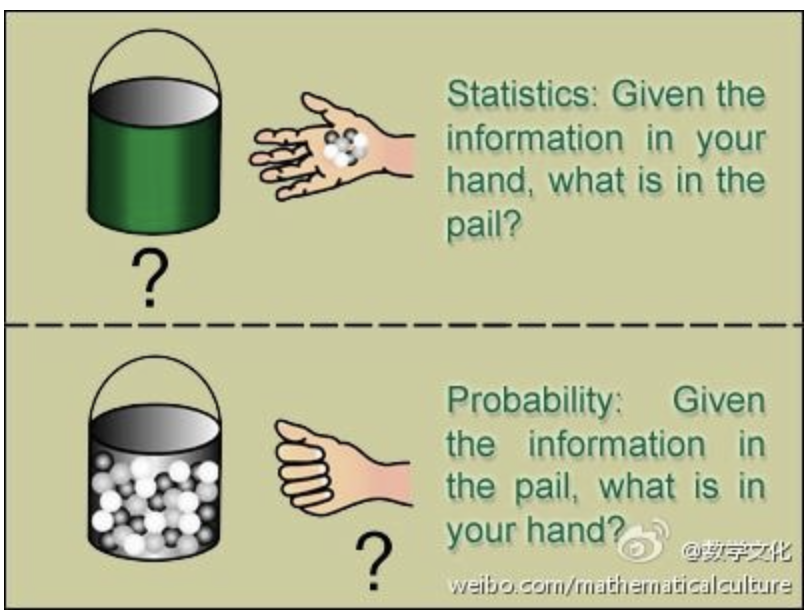 Statistics: Given the
information in your
hand, what is in the
pail?
?
Probability: Given
the information in
the pail, what is in
your hand?
?
@数学文化
weibo.com/mathematicalculture